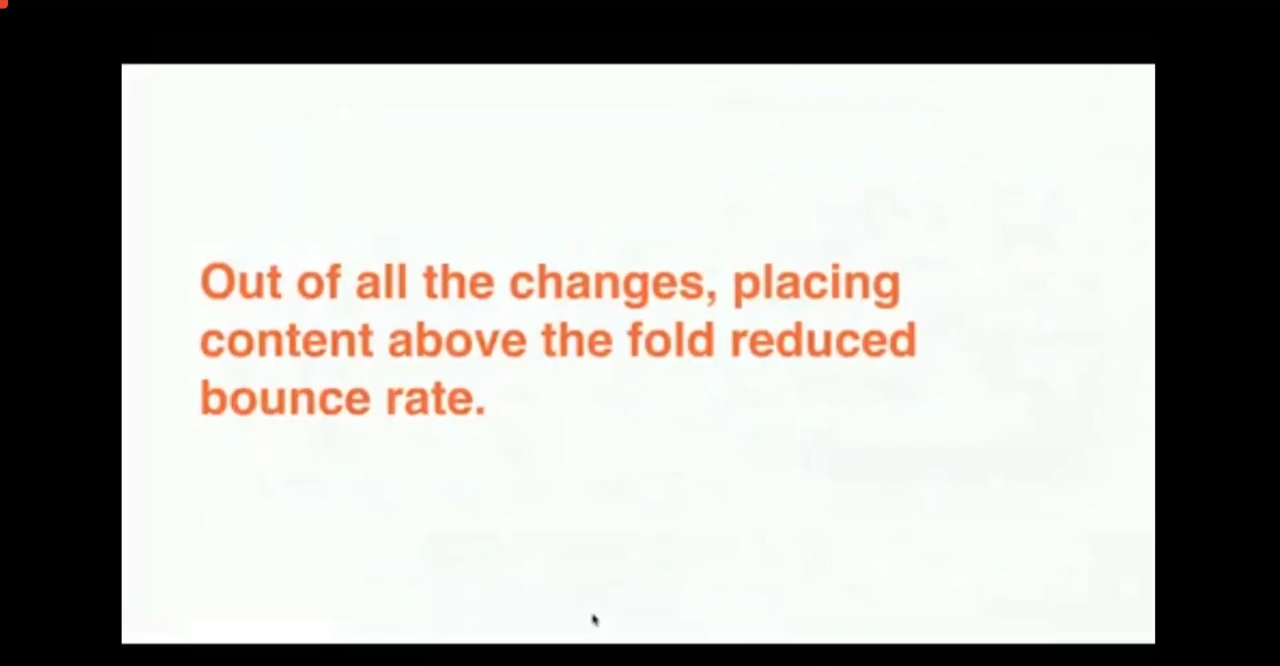 Out of all the changes, placing
content above the fold reduced
bounce rate.